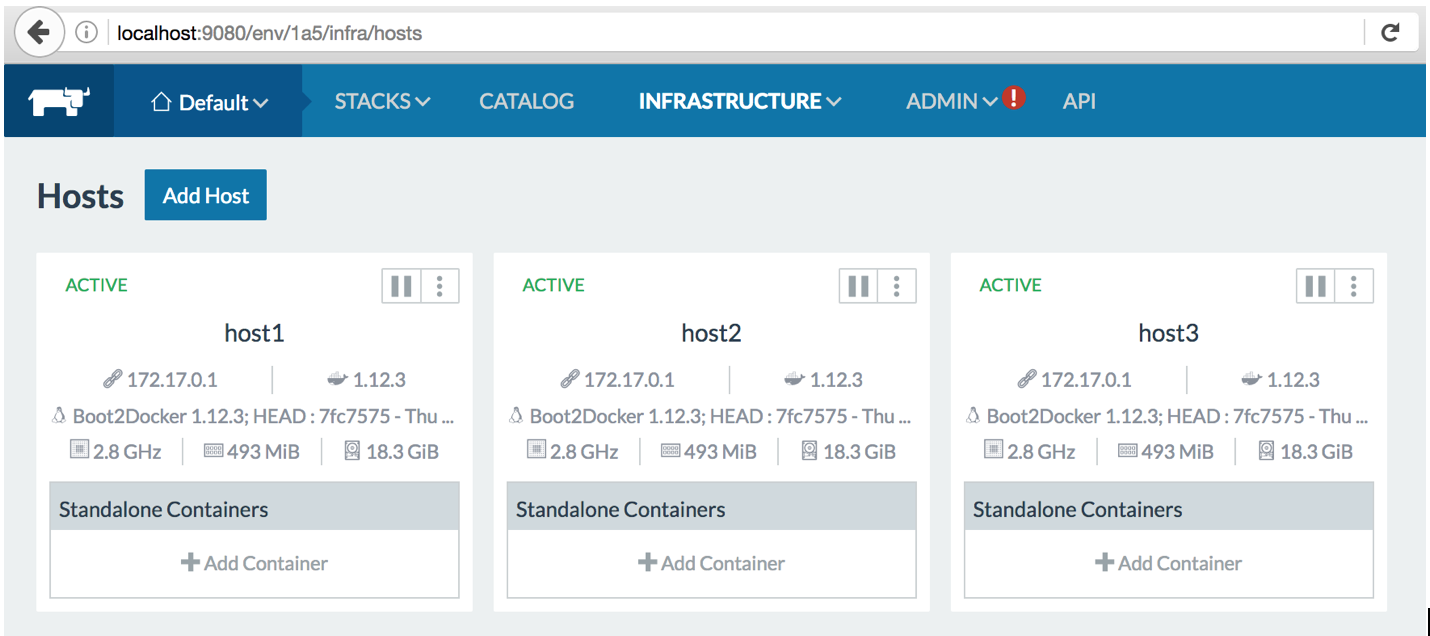 localhost:9080/env/1a5/infra/hosts
Default STACKS CATALOG INFRASTRUCTURE ADMIN ! API
Hosts Add Host
ACTIVE ACTIVE ACTIVE
host1 host2 host3
172.17.0.1 1.12.3 172.17.0.1 1.12.3 172.17.0.1 1.12.3
Boot2Docker 1.12.3; HEAD : 7fc7575 - Thu ... Boot2Docker 1.12.3; HEAD : 7fc7575 - Thu ... Boot2Docker 1.12.3; HEAD : 7fc7575 - Thu ...
2.8 GHz 493 MiB 18.3 GiB 2.8 GHz 493 MiB 18.3 GiB 2.8 GHz 493 MiB 18.3 GiB
Standalone Containers Standalone Containers Standalone Containers
Add Container Add Container Add Container